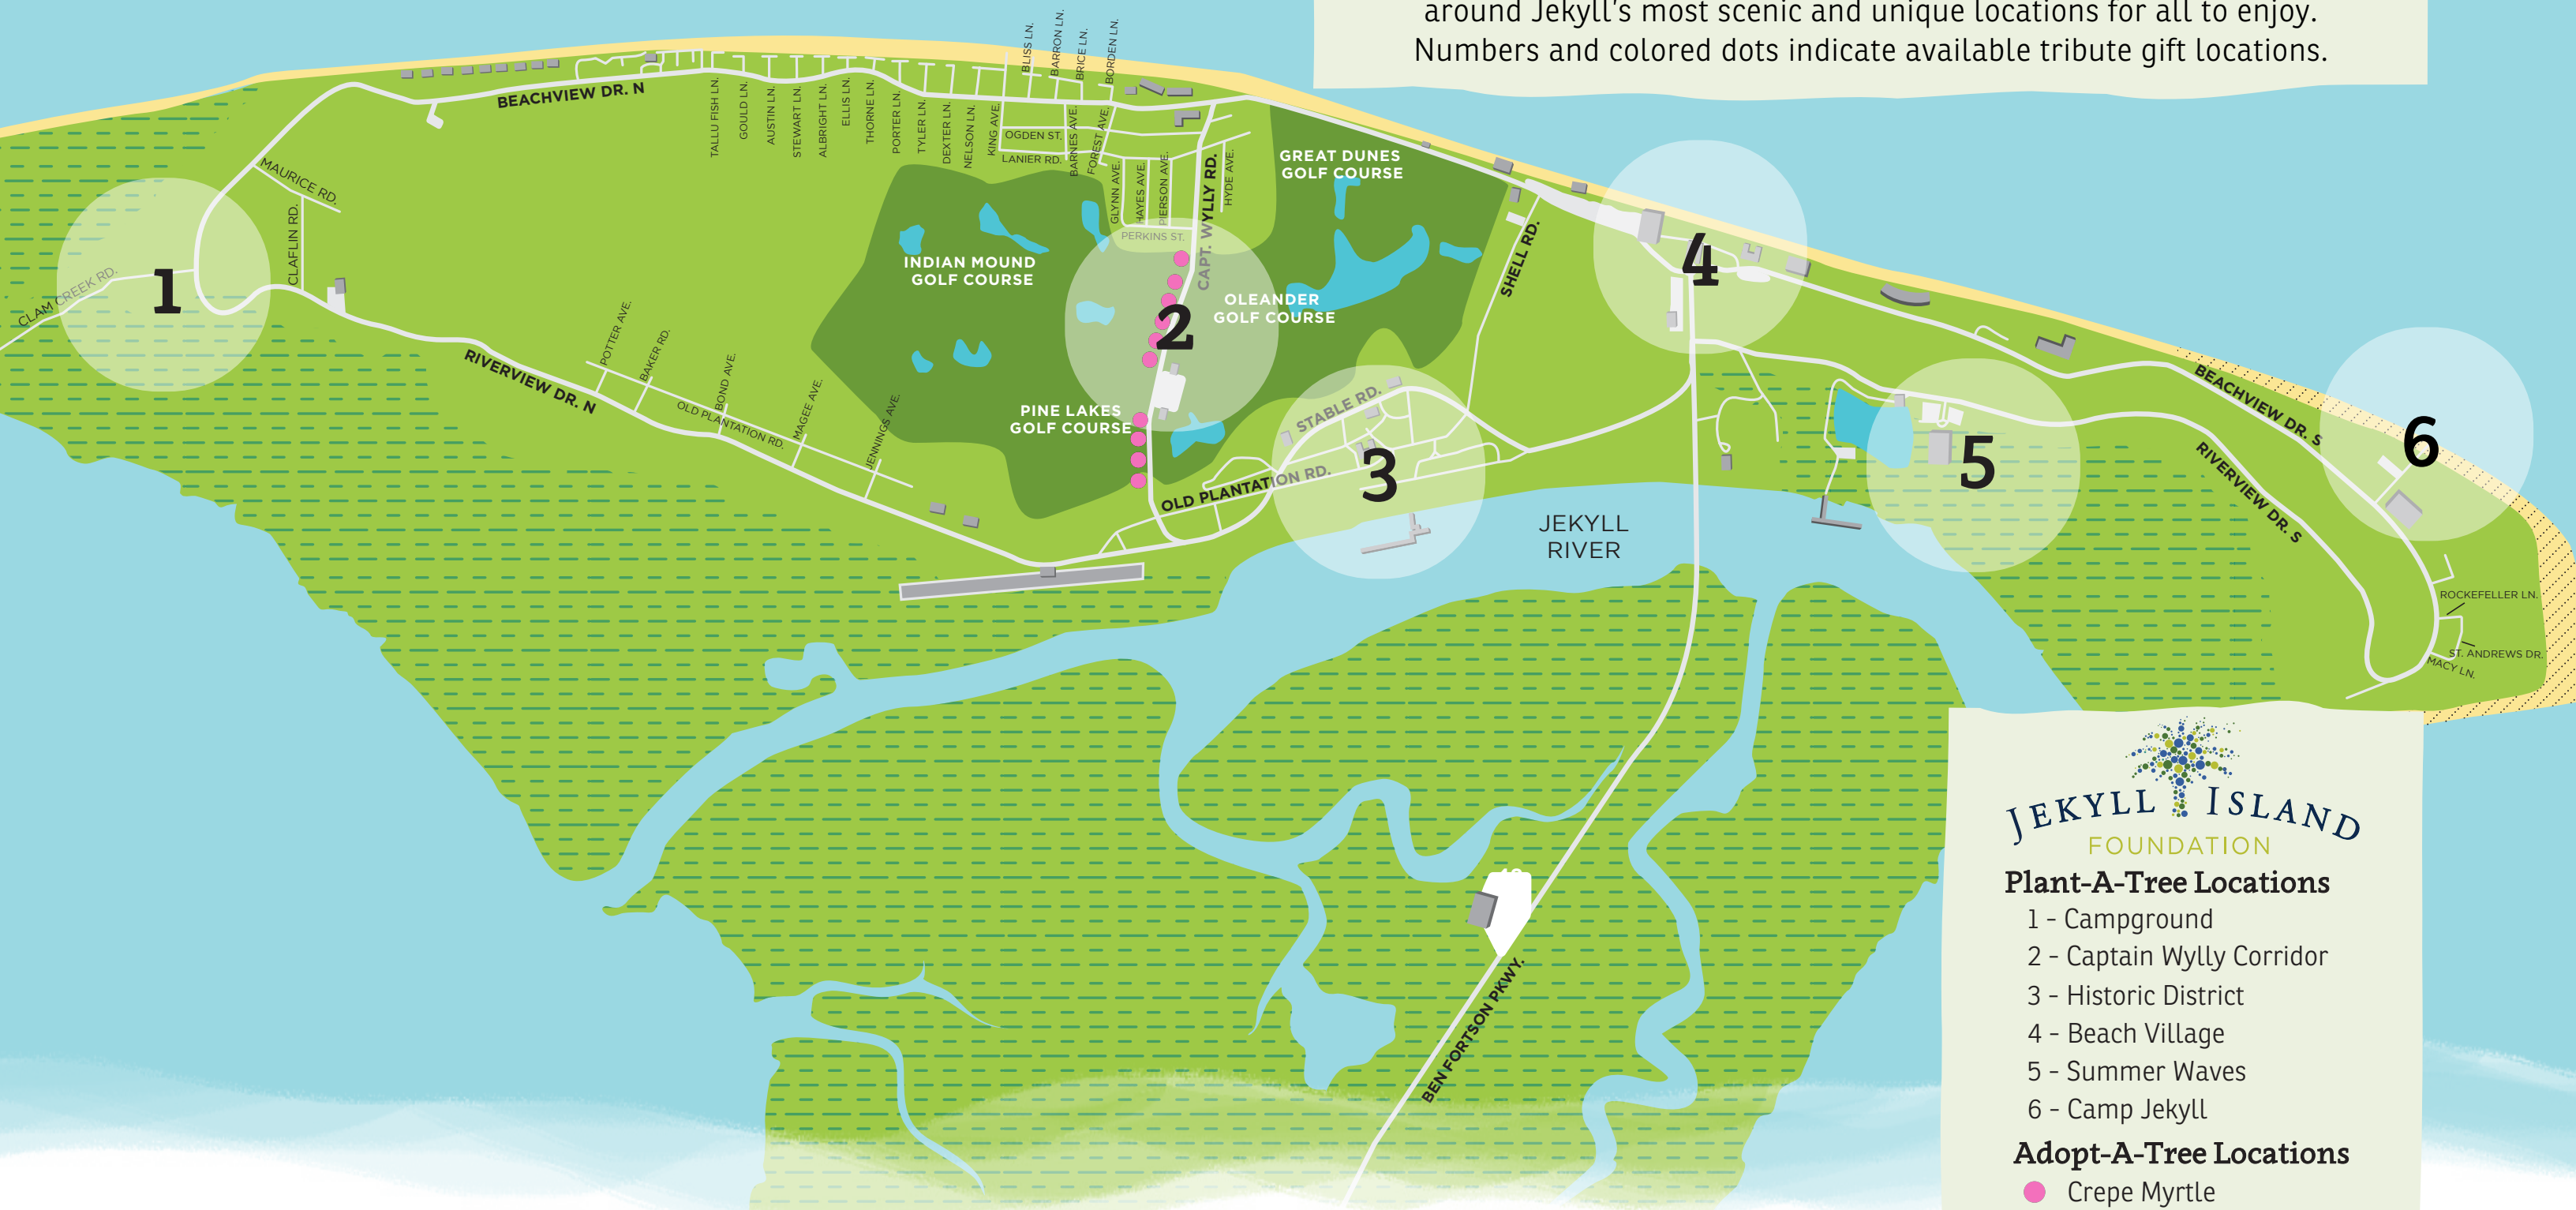 around Jekyll's most scenic and unique locations for all to enjoy.
Numbers and colored dots indicate available tribute gift locations.
BLISS LN.
BARRON LN.
BRICE LN.
BORDEN LN.
BEACHVIEW DR. N
TALLU FISH LN.
GOULD LN.
AUSTIN LN.
STEWART LN.
ALBRIGHT LN.
ELLIS LN.
THORNE LN.
PORTER LN.
TYLER LN.
DEXTER LN.
NELSON LN.
KING AVE.
OGDEN ST.
LANIER RD.
BARNES AVE.
FOREST AVE.
GLYNN AVE.
HAYES AVE.
PIERSON AVE.
CAPT. WYLLY RD.
HYDE AVE.
PERKINS ST.
GREAT DUNES
GOLF COURSE
MAURICE RD.
CLAFLIN RD.
CLAM CREEK RD.
1
INDIAN MOUND
GOLF COURSE
OLEANDER
GOLF COURSE
2
SHELL RD.
4
RIVERVIEW DR. N
POTTER AVE.
BAKER RD.
BOND AVE.
OLD PLANTATION RD.
MAGEE AVE.
JENNINGS AVE.
PINE LAKES
GOLF COURSE
STABLE RD.
OLD PLANTATION RD.
3
JEKYLL
RIVER
5
BEACHVIEW DR. S
RIVERVIEW DR. S
6
ROCKEFELLER LN.
ST. ANDREWS DR.
MACY LN.
BEN FORTSON PKWY.
JEKYLL ISLAND
FOUNDATION
Plant-A-Tree Locations
1 - Campground
2 - Captain Wylly Corridor
3 - Historic District
4 - Beach Village
5 - Summer Waves
6 - Camp Jekyll
Adopt-A-Tree Locations
Crepe Myrtle